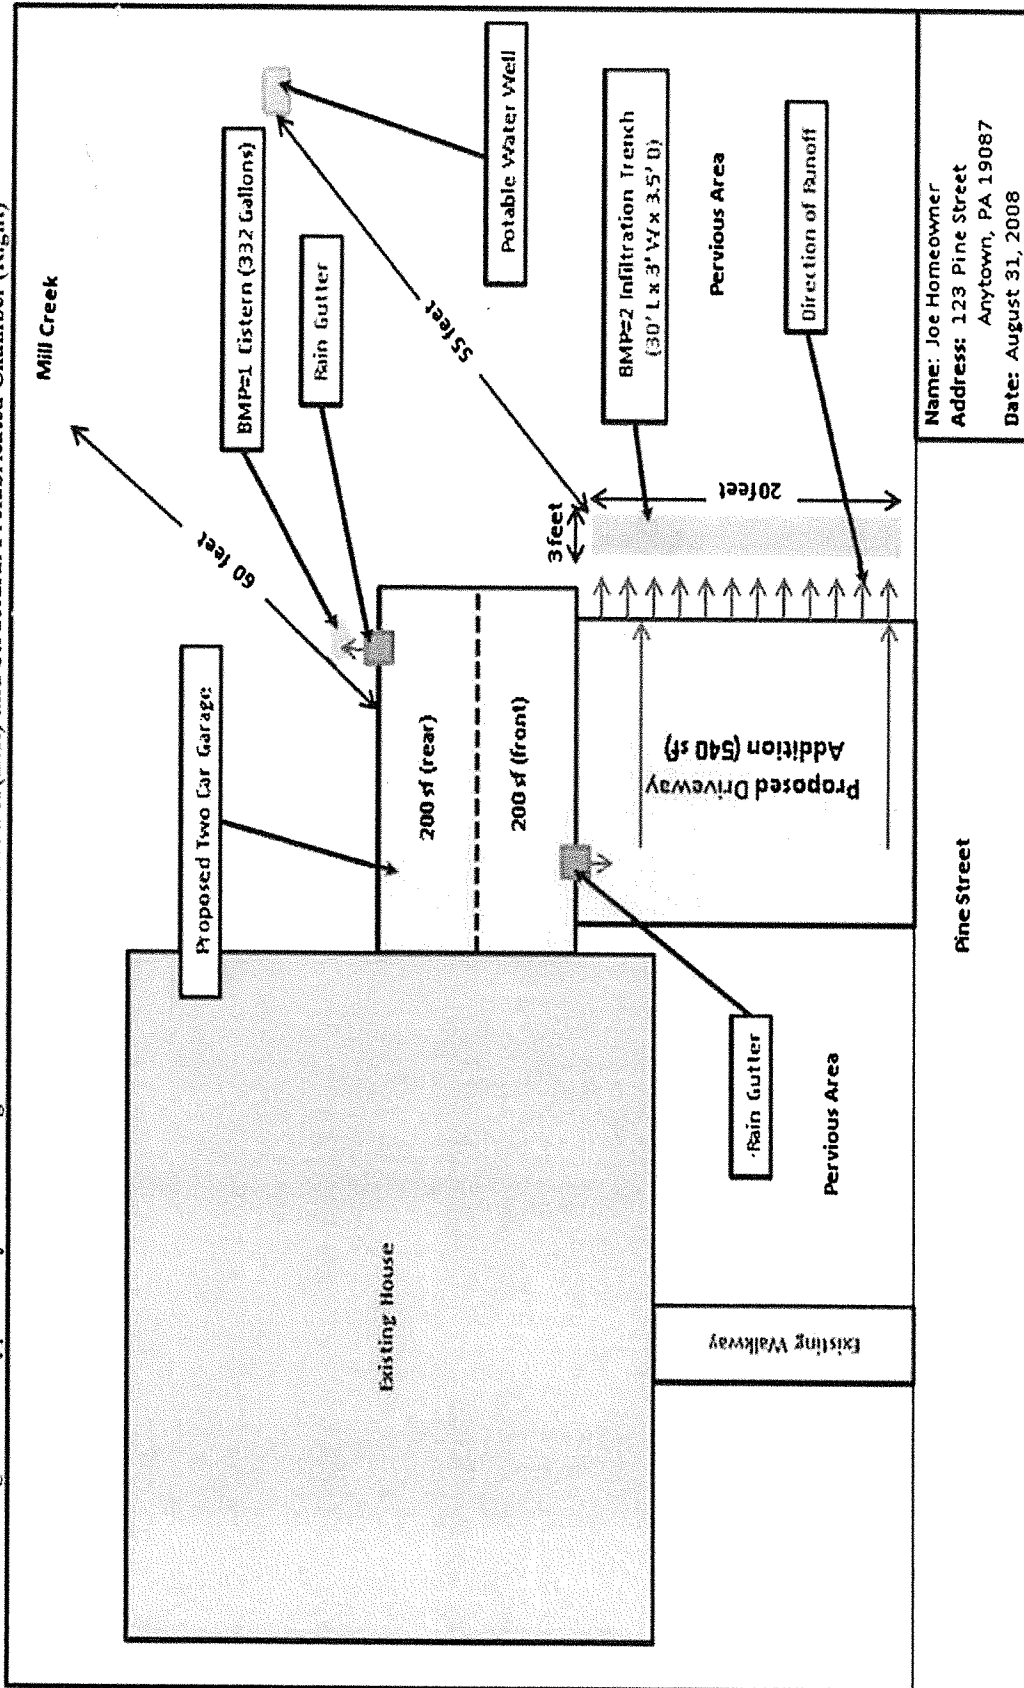 Mill Creek
60 feet
BMP=1 Cistern (332 Gallons)
Rain Gutter
Potable Water Well
55 feet
Proposed Two Car Garage
200 sf (rear)
200 sf (front)
3 feet
20 feet
BMP=2 Infiltration Trench
(30' L x 3' W x 3.5' D)
Pervious Area
Direction of Runoff
Proposed Driveway
Addition (540 sf)
Existing House
Rain Gutter
Pervious Area
Existing Walkway
Pine Street
Name: Joe Homeowner
Address: 123 Pine Street
Anytown, PA 19087
Date: August 31, 2008